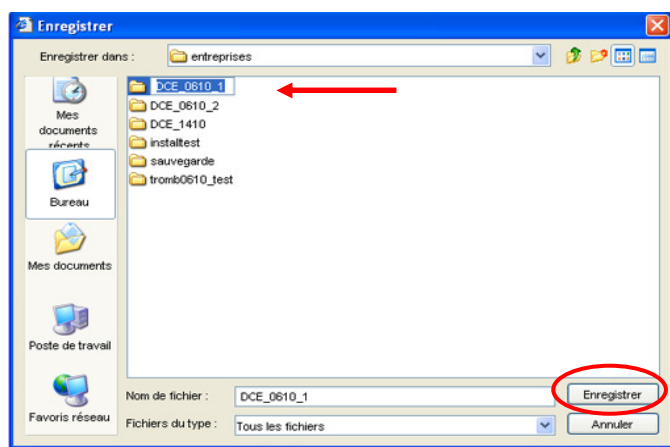 Enregistrer
Enregistrer dans : entreprises
Mes
documents
récents
Bureau
Mes documents
Poste de travail
Favoris réseau
DCE_0610_1
DCE_0610_2
DCE_1410
installtest
sauvegarde
tromb0610_test
Nom de fichier : DCE_0610_1 Enregistrer
Fichiers du type : Tous les fichiers Annuler